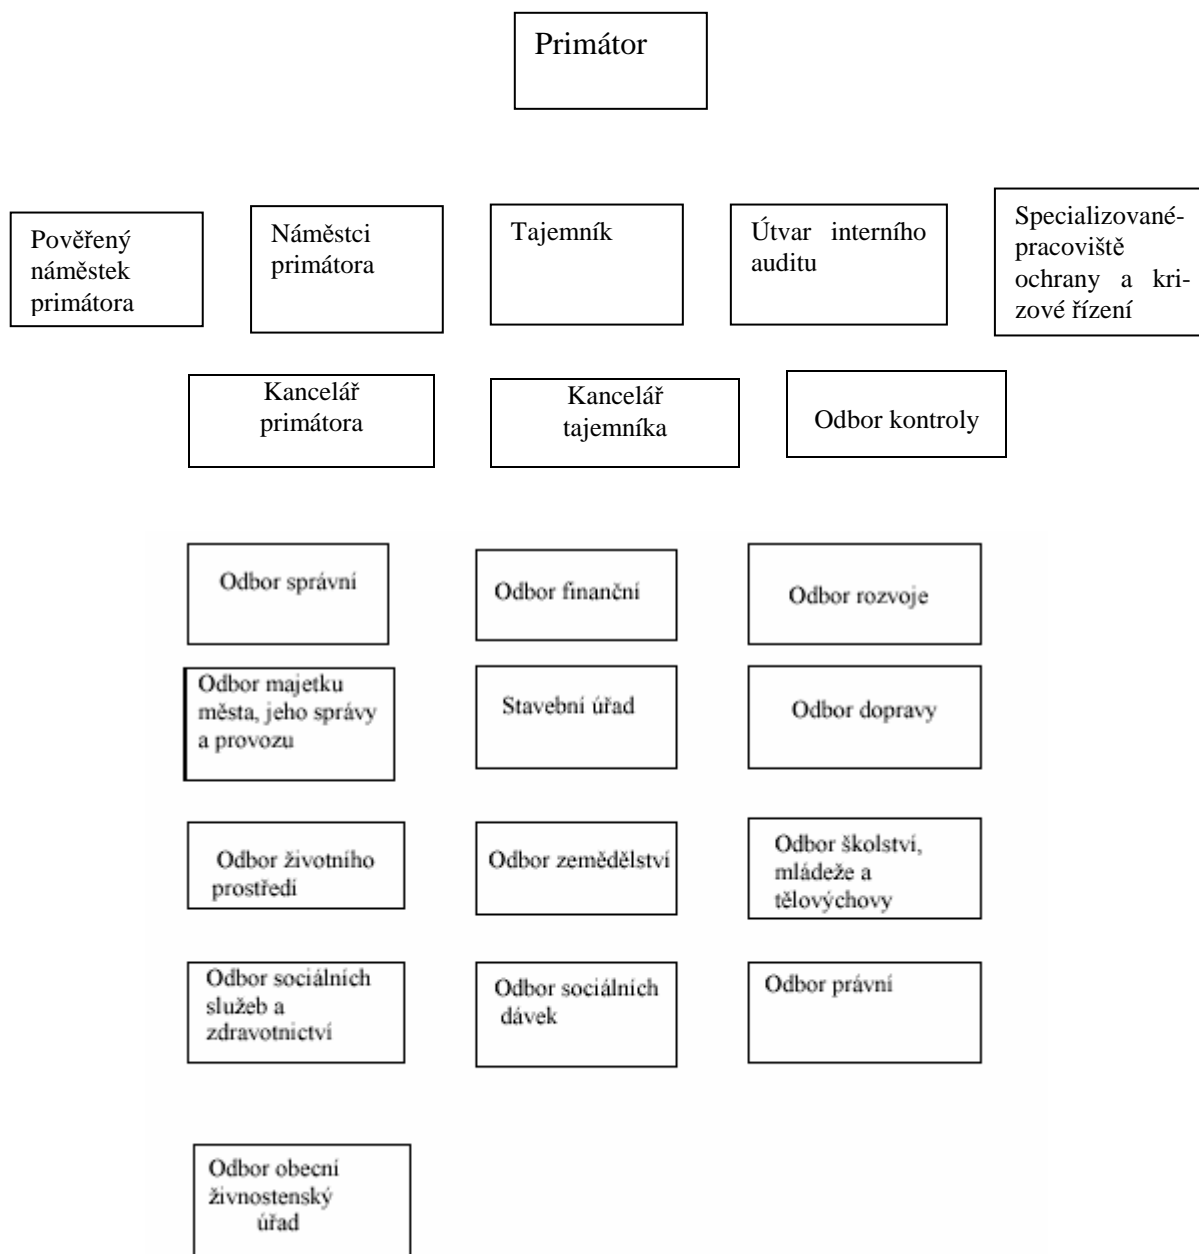 Primátor
Pověřený
náměstek
primátora
Náměstci
primátora
Tajemník
Útvar interního
auditu
Specializované-
pracoviště
ochrany a kri-
zové řízení
Kancelář
primátora
Kancelář
tajemníka
Odbor kontroly
Odbor správní
Odbor finanční
Odbor rozvoje
Odbor majetku
města, jeho správy
a provozu
Stavební úřad
Odbor dopravy
Odbor životního
prostředí
Odbor zemědělství
Odbor školství,
mládeže a
tělovýchovy
Odbor sociálních
služeb a
zdravotnictví
Odbor sociálních
dávek
Odbor právní
Odbor obecní
živnostenský
úřad